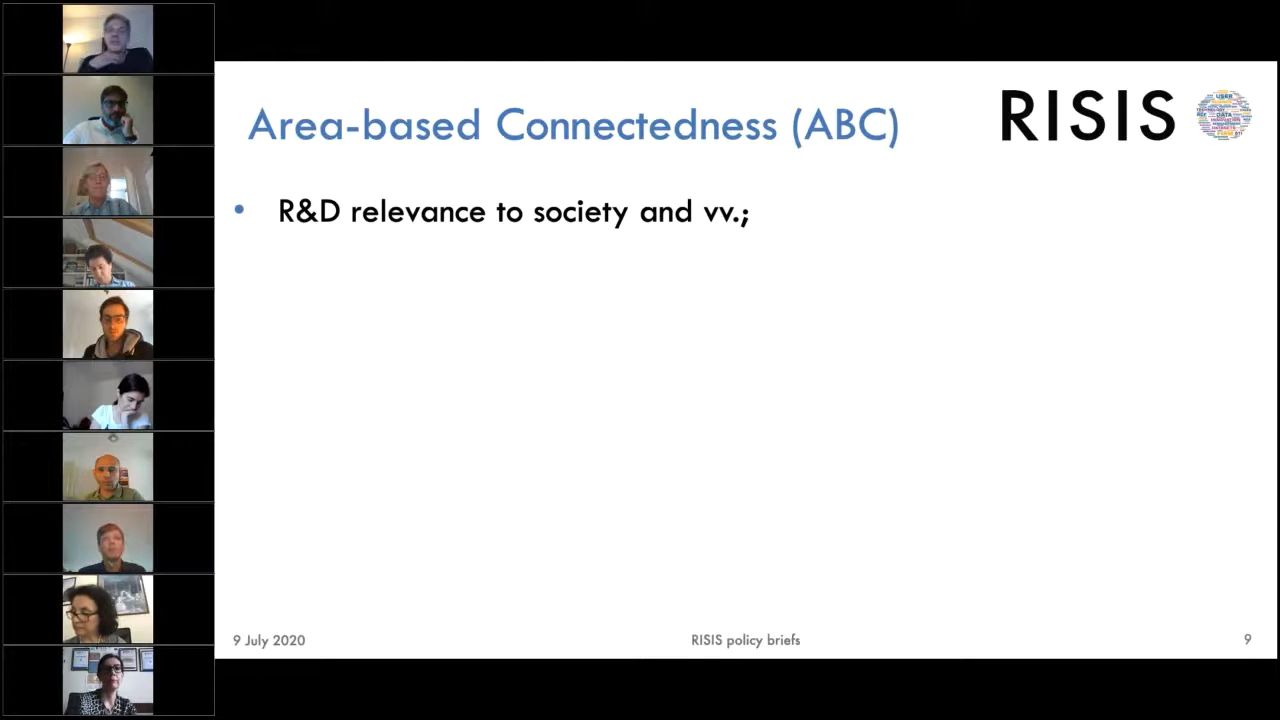 Area-based Connectedness (ABC)
RISIS
• R&D relevance to society and vv.;
9 July 2020
RISIS policy briefs
9